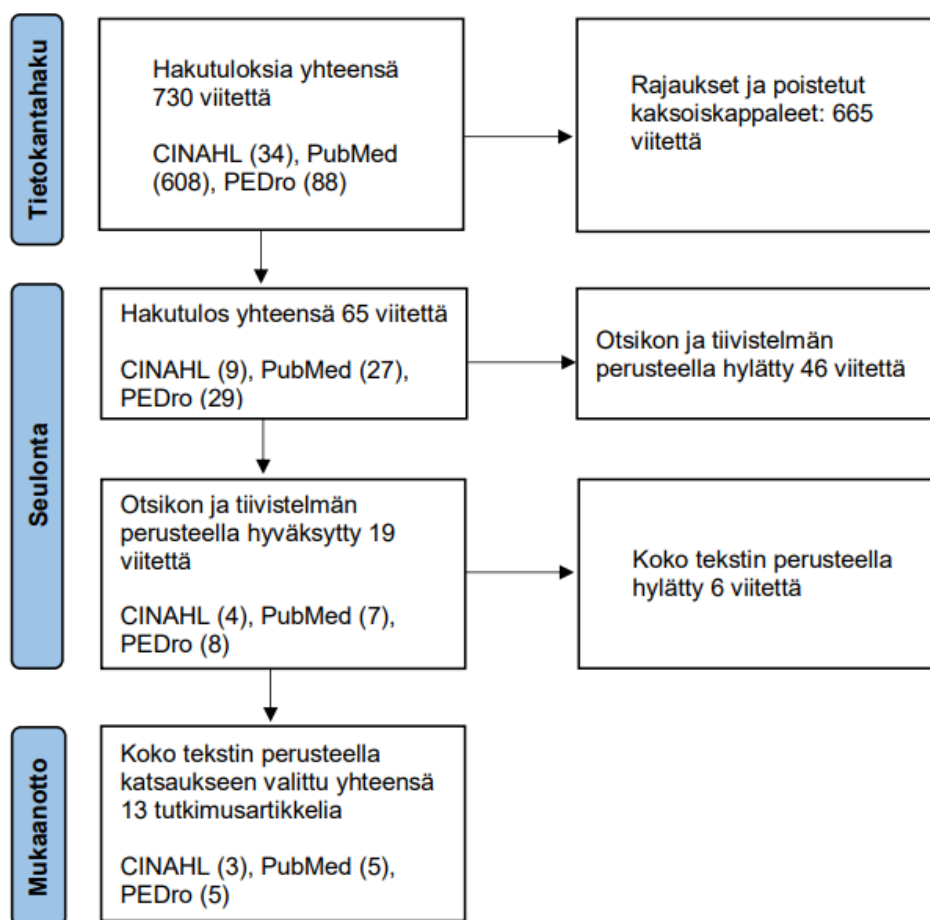 Tietokantahaku
Hakutuloksia yhteensä
730 viitettä
CINAHL (34), PubMed
(608), PEDro (88)
Rajaukset ja poistetut
kaksoiskappaleet: 665
viitettä
Seulonta
Hakutulos yhteensä 65 viitettä
CINAHL (9), PubMed (27),
PEDro (29)
Otsikon ja tiivistelmän
perusteella hylätty 46 viitettä
Otsikon ja tiivistelmän
perusteella hyväksytty 19
viitettä
CINAHL (4), PubMed (7),
PEDro (8)
Koko tekstin perusteella
hylätty 6 viitettä
Mukaanotto
Koko tekstin perusteella
katsaukseen valittu yhteensä
13 tutkimusartikkelia
CINAHL (3), PubMed (5),
PEDro (5)